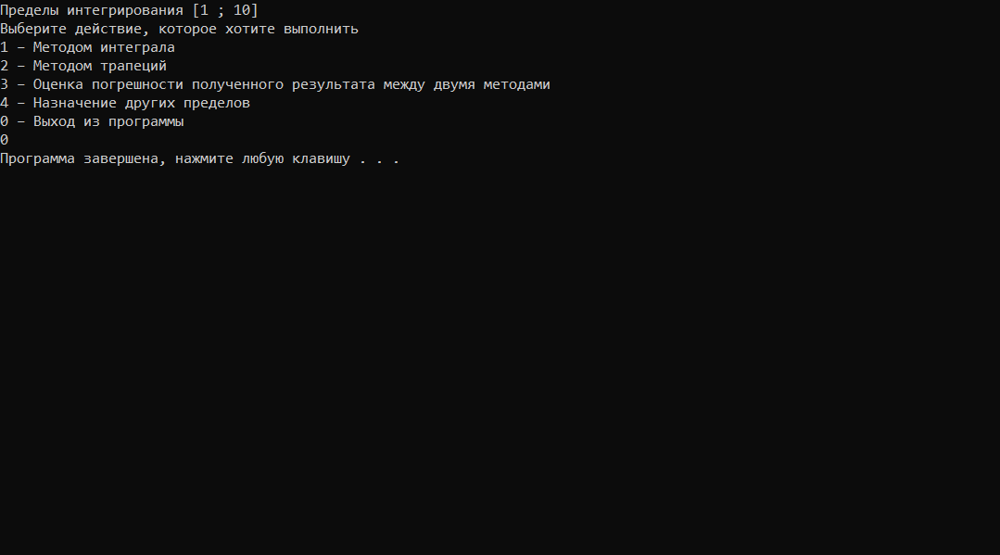 Пределы интегрирования [1 ; 10]
Выберите действие, которое хотите выполнить
1 – Методом интеграла
2 – Методом трапеций
3 – Оценка погрешности полученного результата между двумя методами
4 – Назначение других пределов
0 – Выход из программы
0
Программа завершена, нажмите любую клавишу . . .